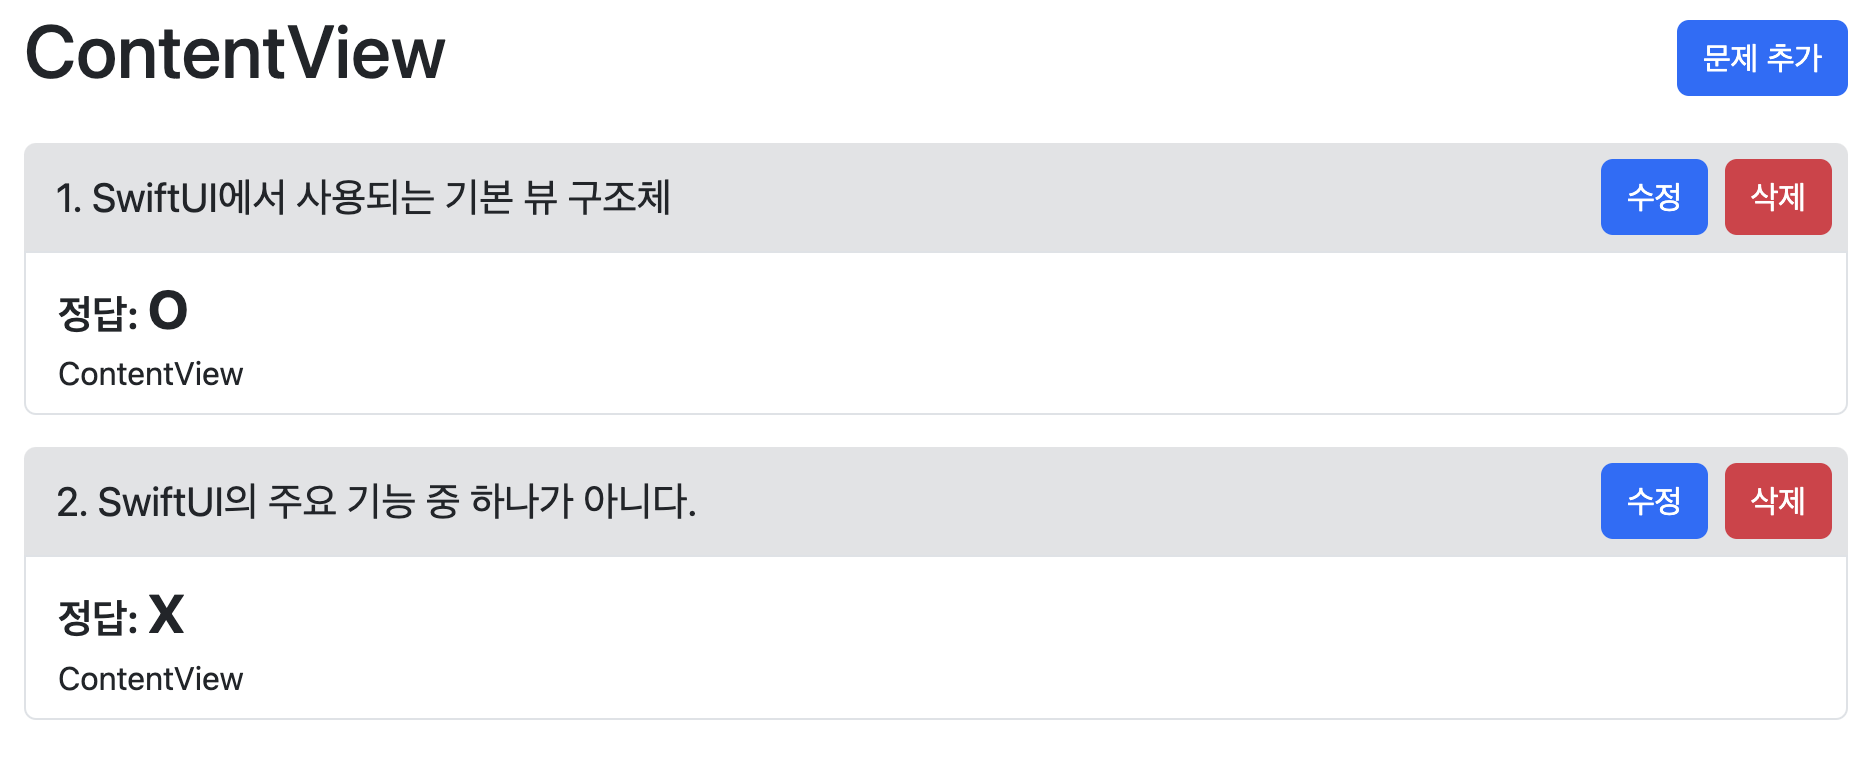 ContentView
문제 추가
1. SwiftUI에서 사용되는 기본 뷰 구조체
수정
삭제
정답: O
ContentView
2. SwiftUI의 주요 기능 중 하나가 아니다.
수정
삭제
정답: X
ContentView